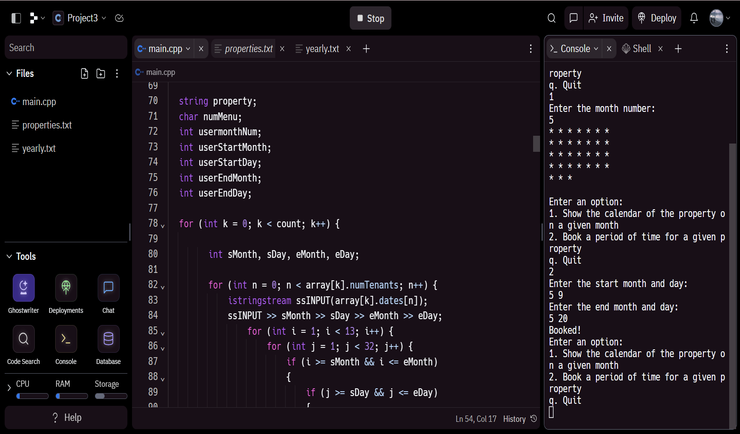 Project3
Stop
Invite
Deploy
Search
main.cpp
properties.txt
yearly.txt
Console
Shell
Files
main.cpp
properties.txt
yearly.txt
Tools
Ghostwriter
Deployments
Chat
Code Search
Console
Database
CPU
RAM
Storage
? Help
main.cpp
69
70 string property;
71 char numMenu;
72 int usermonthNum;
73 int userStartMonth;
74 int userStartDay;
75 int userEndMonth;
76 int userEndDay;
77
78 for (int k = 0; k < count; k++) {
79
80 int sMonth, sDay, eMonth, eDay;
81
82 for (int n = 0; n < array[k].numTenants; n++) {
83 istringstream ssINPUT(array[k].dates[n]);
84 ssINPUT >> sMonth >> sDay >> eMonth >> eDay;
85 for (int i = 1; i < 13; i++) {
86 for (int j = 1; j < 32; j++) {
87 if (i >= sMonth && i <= eMonth)
88 {
89 if (j >= sDay && j <= eDay)
90 {
Ln 54, Col 17 History
roperty
q. Quit
1
Enter the month number:
5
* * * * * * *
* * * * * * *
* * * * * * *
* * * * * * *
* * *
Enter an option:
1. Show the calendar of the property o
n a given month
2. Book a period of time for a given p
roperty
q. Quit
2
Enter the start month and day:
5 9
Enter the end month and day:
5 20
Booked!
Enter an option:
1. Show the calendar of the property o
n a given month
2. Book a period of time for a given p
roperty
q. Quit